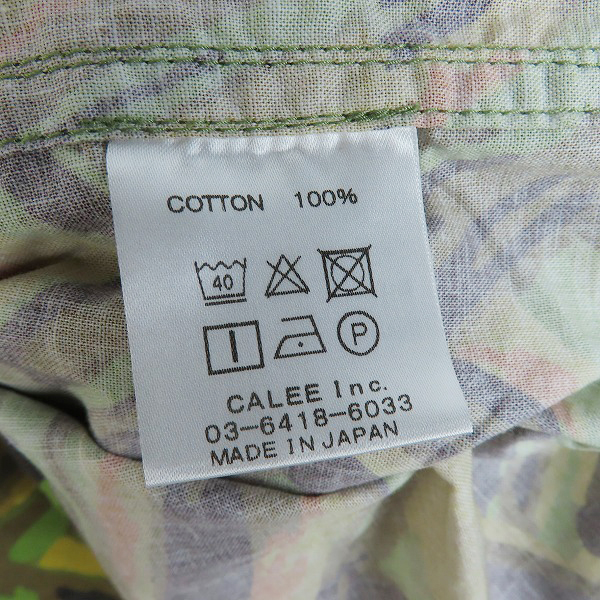 COTTON 100%
40
P
CALEE Inc.
03-6418-6033
MADE IN JAPAN